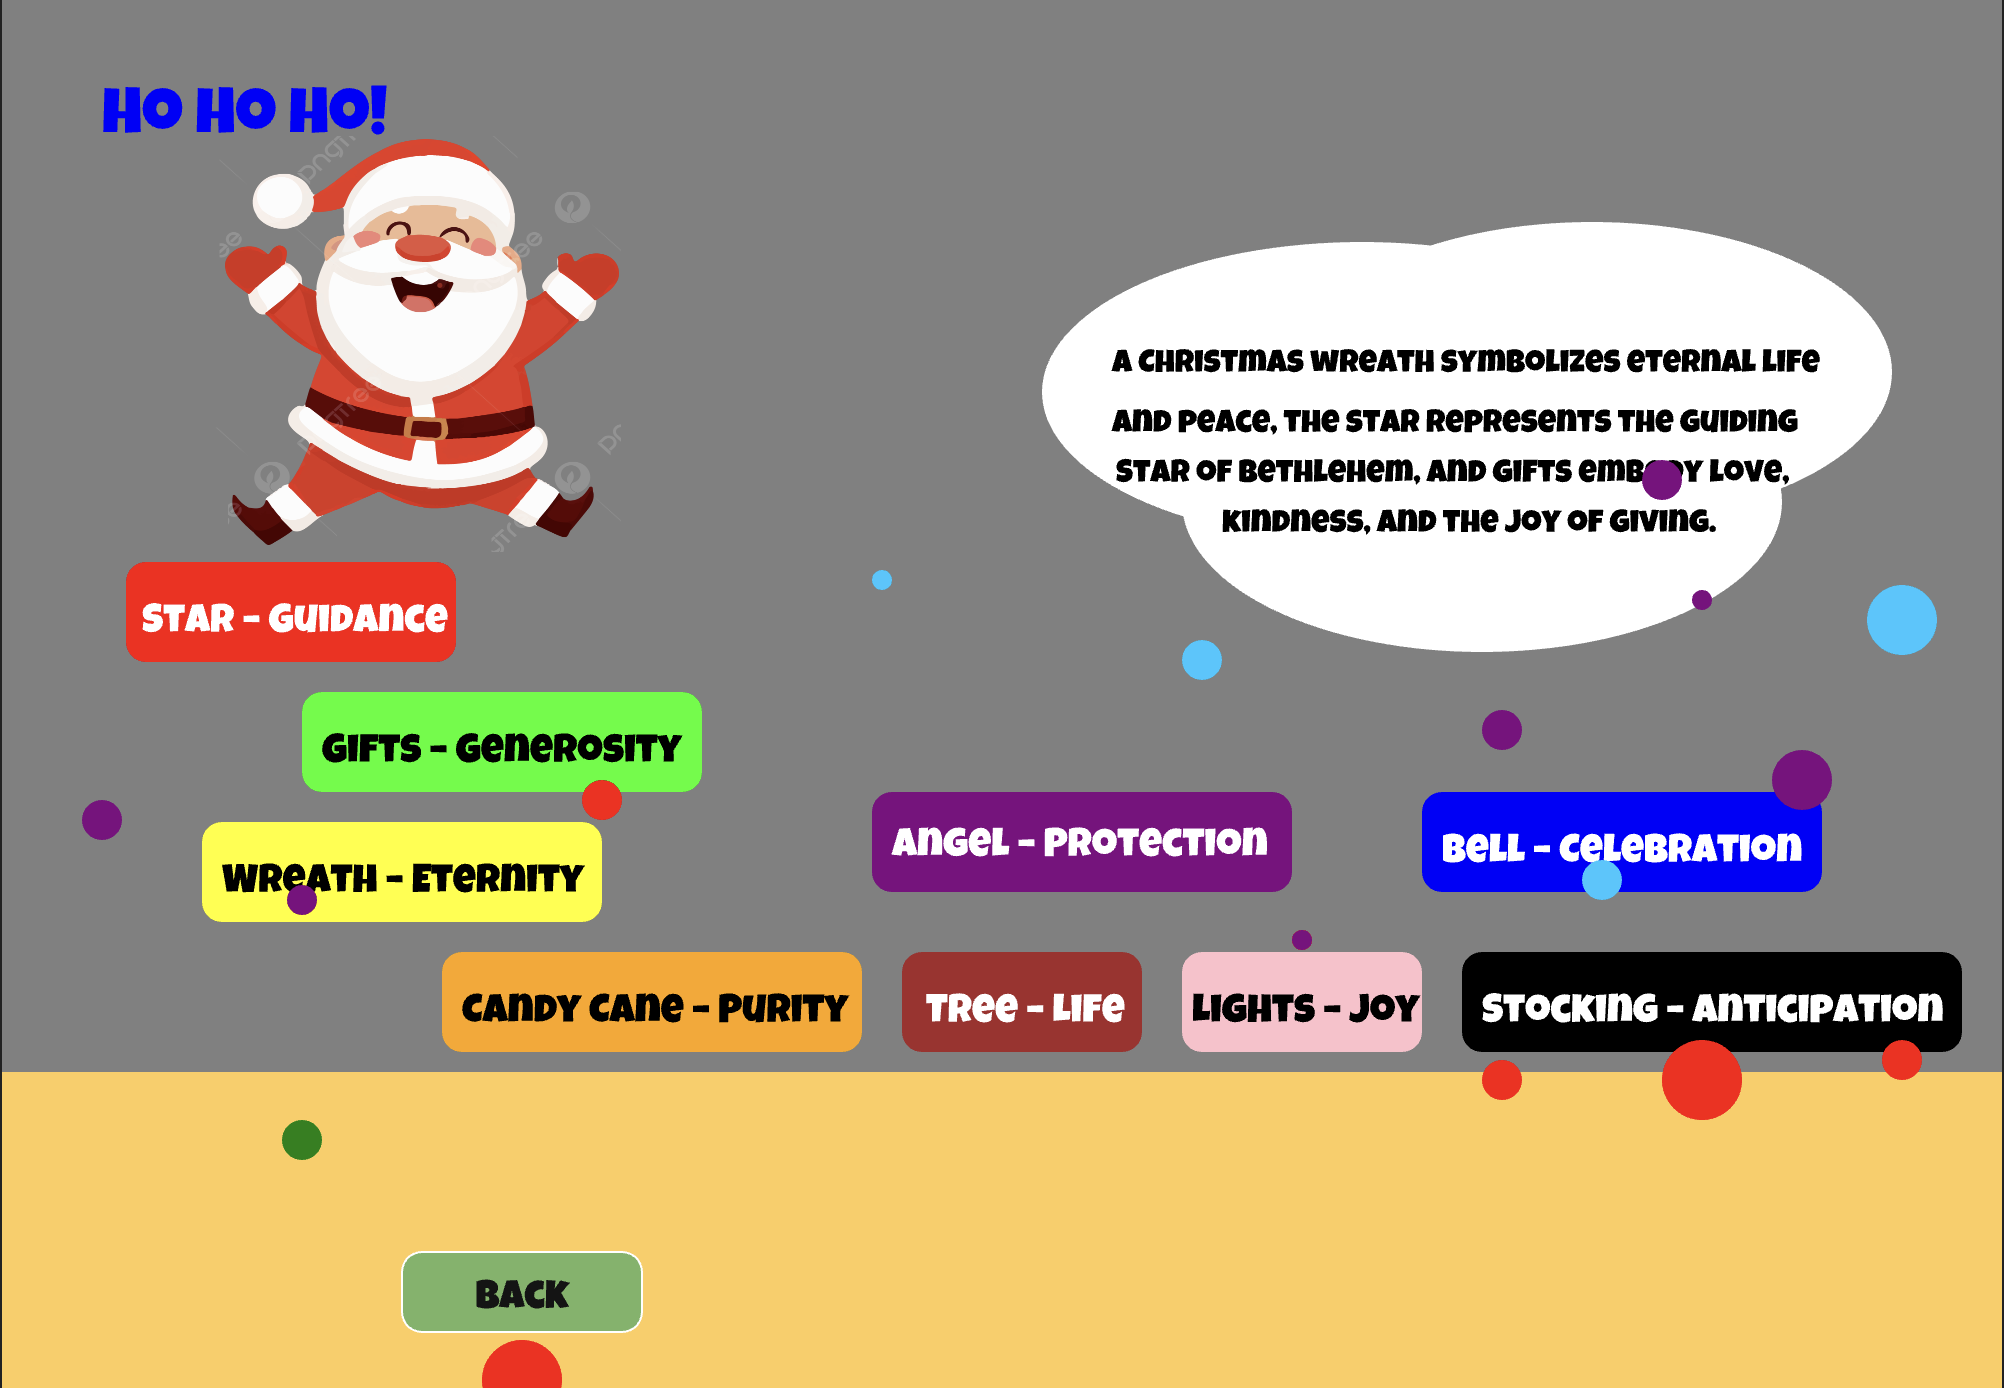 HO HO HO!
A CHRISTMAS WREATH SYMBOLIZES ETERNAL LIFE
AND PEACE, THE STAR REPRESENTS THE GUIDING
STAR OF BETHLEHEM, AND GIFTS EMBODY LOVE,
KINDNESS, AND THE JOY OF GIVING.
STAR - GUIDANCE
GIFTS - GENEROSITY
WREATH - ETERNITY
ANGEL - PROTECTION
BELL - CELEBRATION
CANDY CANE - PURITY
TREE - LIFE
LIGHTS - JOY
STOCKING - ANTICIPATION
BACK